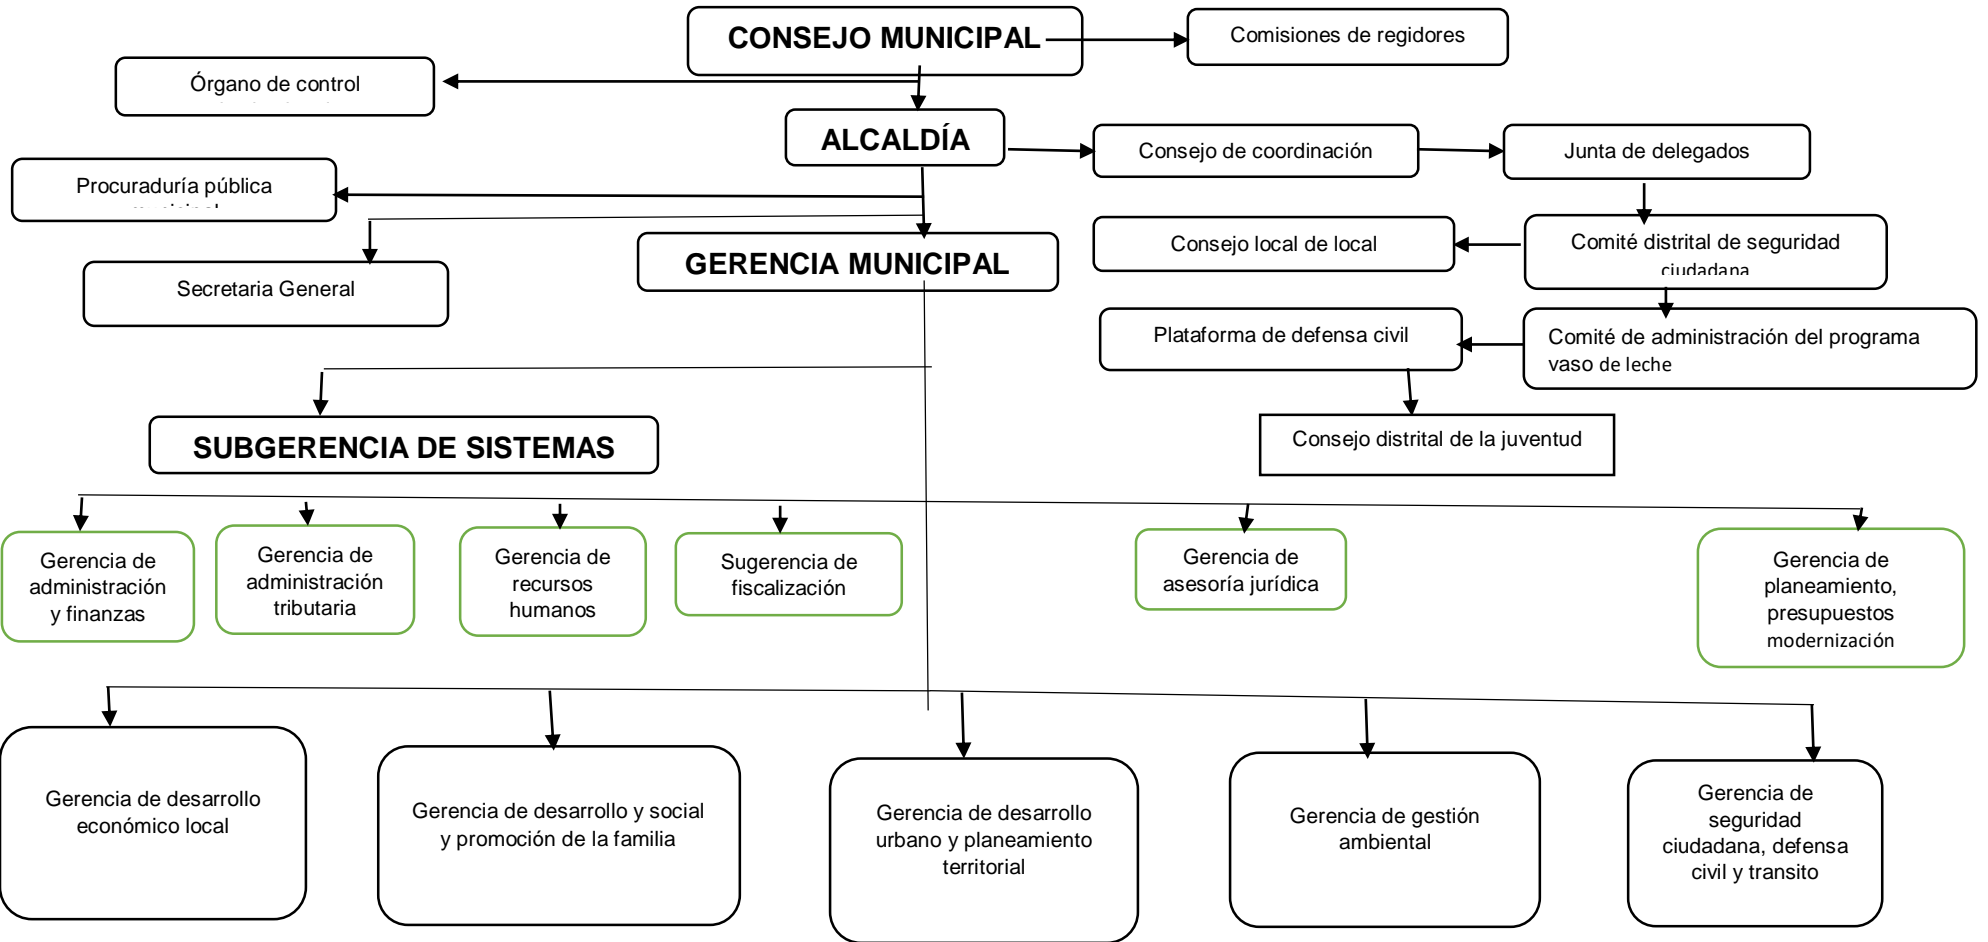 CONSEJO MUNICIPAL
Comisiones de regidores
Órgano de control
ALCALDÍA
Consejo de coordinación
Junta de delegados
Procuraduría pública
Comité distrital de seguridad
ciudadana
Consejo local de local
GERENCIA MUNICIPAL
Secretaria General
Plataforma de defensa civil
Comité de administración del programa
vaso de leche
Consejo distrital de la juventud
SUBGERENCIA DE SISTEMAS
Gerencia de
administración
y finanzas
Gerencia de
administración
tributaria
Gerencia de
recursos
humanos
Sugerencia de
fiscalización
Gerencia de
asesoría jurídica
Gerencia de
planeamiento,
presupuestos
modernización
Gerencia de desarrollo
económico local
Gerencia de desarrollo y social
y promoción de la familia
Gerencia de desarrollo
urbano y planeamiento
territorial
Gerencia de gestión
ambiental
Gerencia de
seguridad
ciudadana, defensa
civil y transito